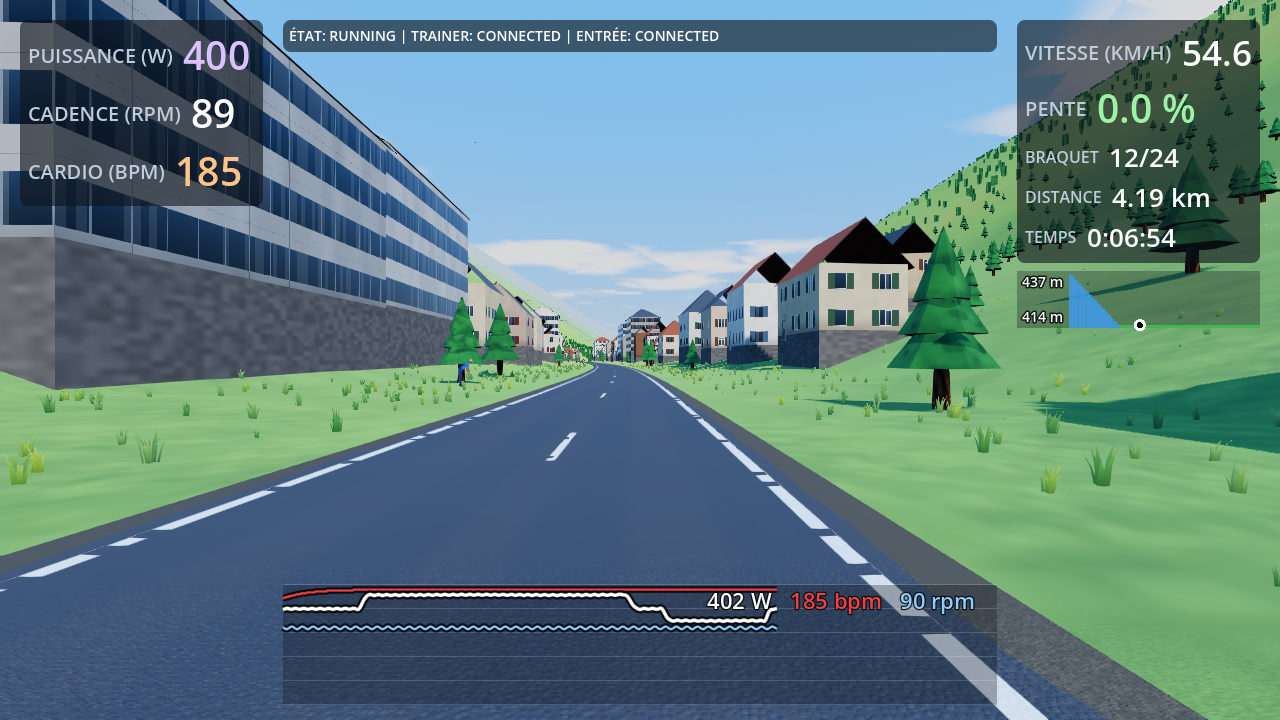 PUISSANCE (W) 400
CADENCE (RPM) 89
CARDIO (BPM) 185
ÉTAT: RUNNING | TRAINER: CONNECTED | ENTRÉE: CONNECTED
VITESSE (KM/H) 54.6
PENTE 0.0 %
BRAQUET 12/24
DISTANCE 4.19 km
TEMPS 0:06:54
437 m
414 m
402 W 185 bpm 90 rpm